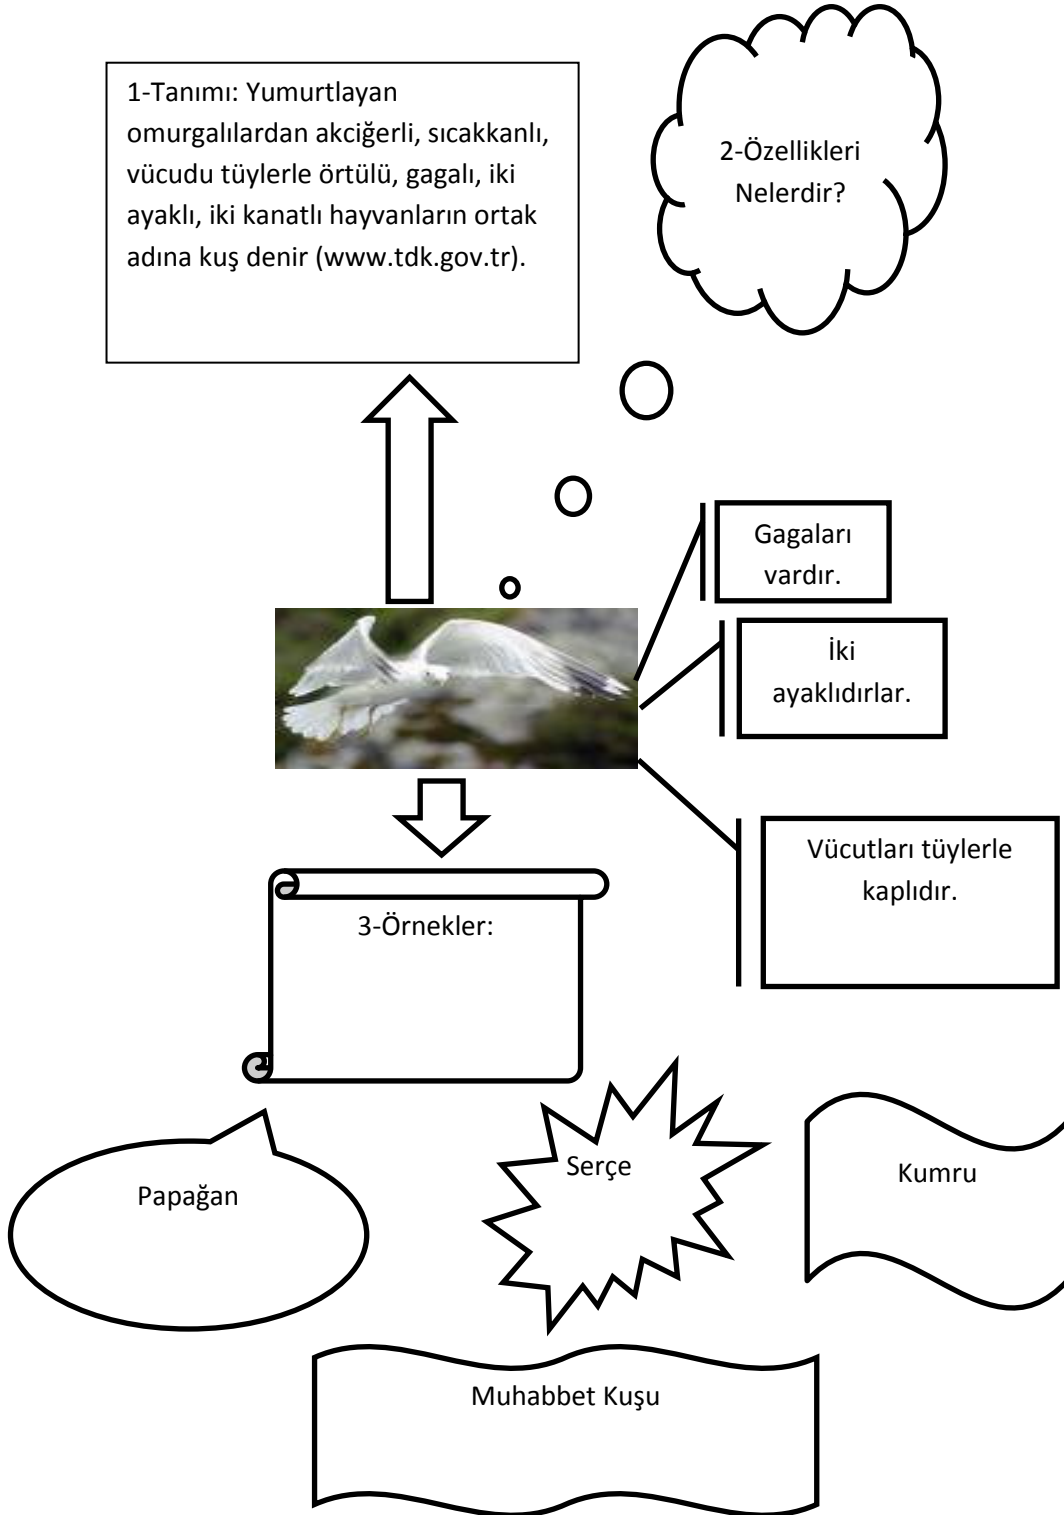 1-Tanımı: Yumurtlayan
omurgalılardan akciğerli, sıcakkanlı,
vücudu tüylerle örtülü, gagalı, iki
ayaklı, iki kanatlı hayvanların ortak
adına kuş denir (www.tdk.gov.tr).
2-Özellikleri
Nelerdir?
Gagaları
vardır.
İki
ayaklıdırlar.
Vücutları tüylerle
kaplıdır.
3-Örnekler:
Papağan
Serçe
Kumru
Muhabbet Kuşu